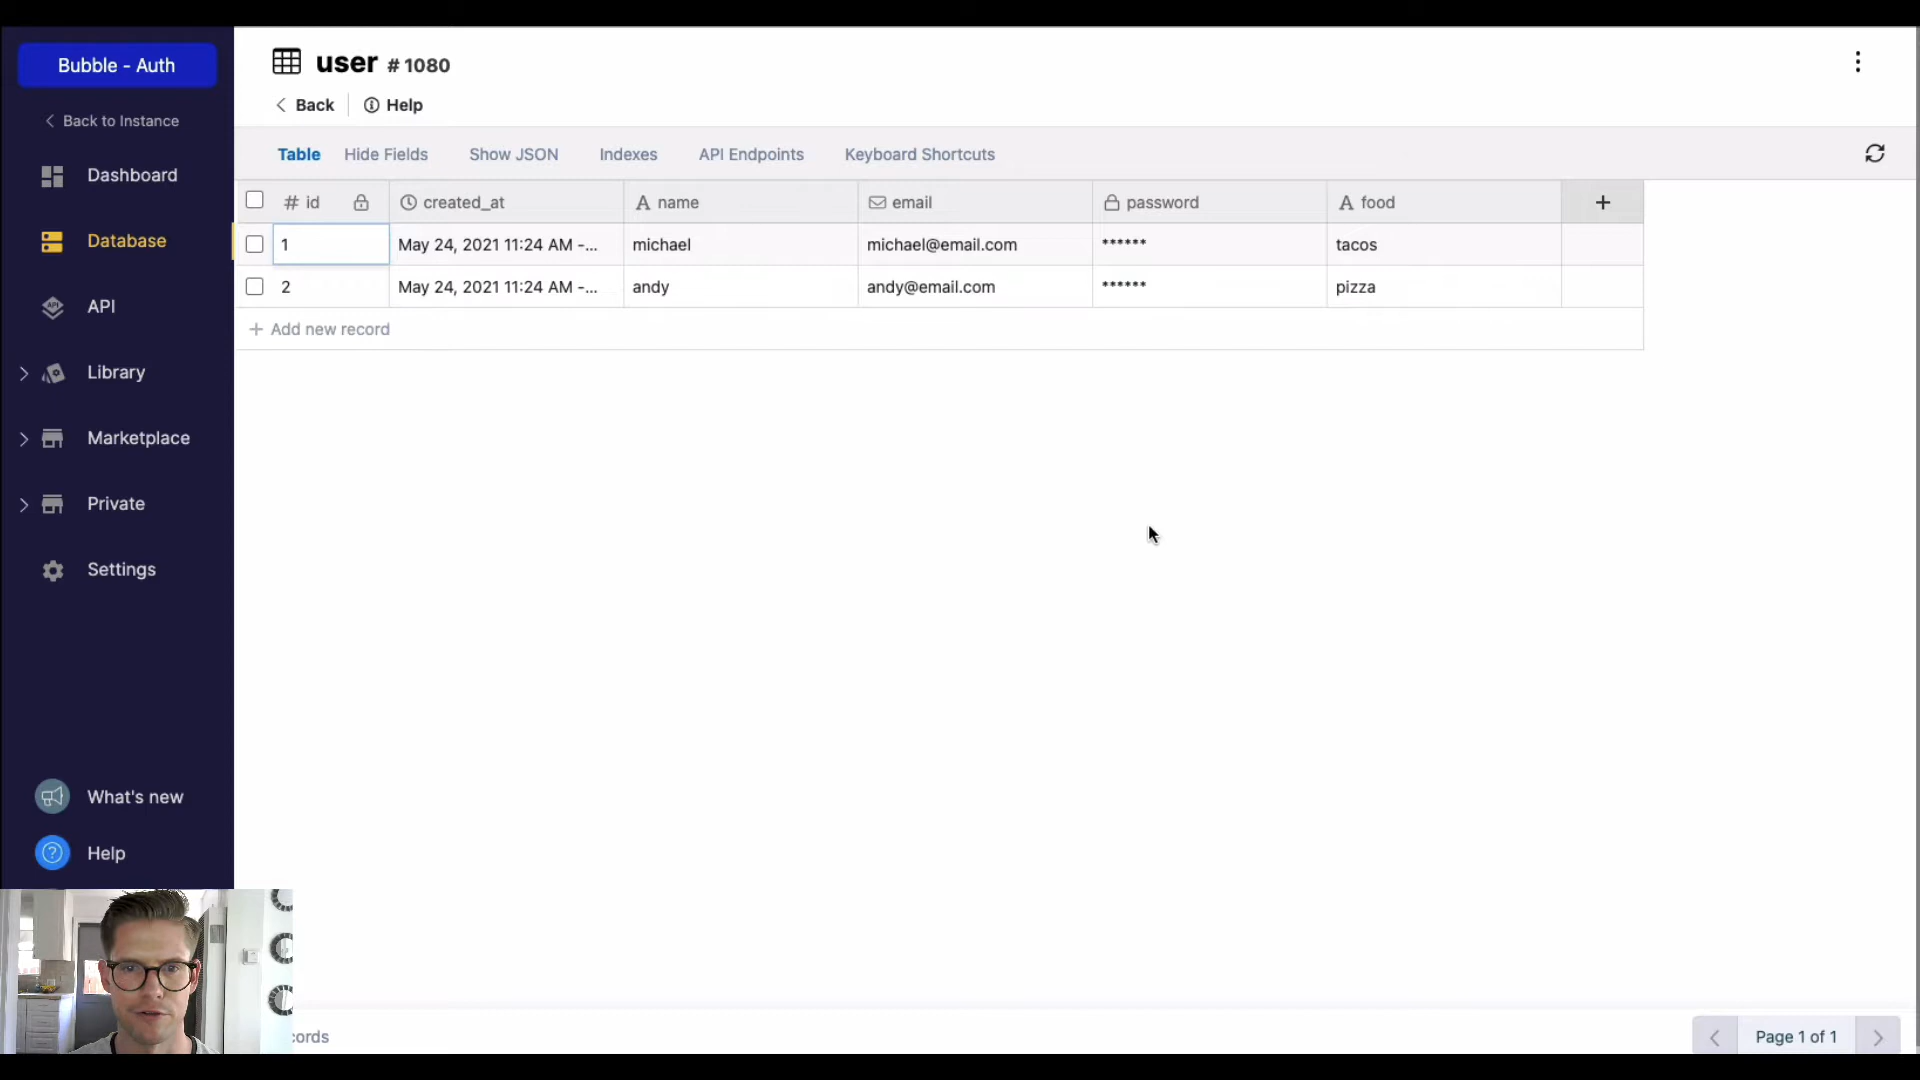 Bubble - Auth
Back to Instance
Dashboard
Database
API
Library
Marketplace
Private
Settings
What's new
Help
user # 1080
Back Help
Table Hide Fields Show JSON Indexes API Endpoints Keyboard Shortcuts
# id created_at name email password food +
1 May 24, 2021 11:24 AM -... michael michael@email.com ****** tacos
2 May 24, 2021 11:24 AM -... andy andy@email.com ****** pizza
+ Add new record
Page 1 of 1